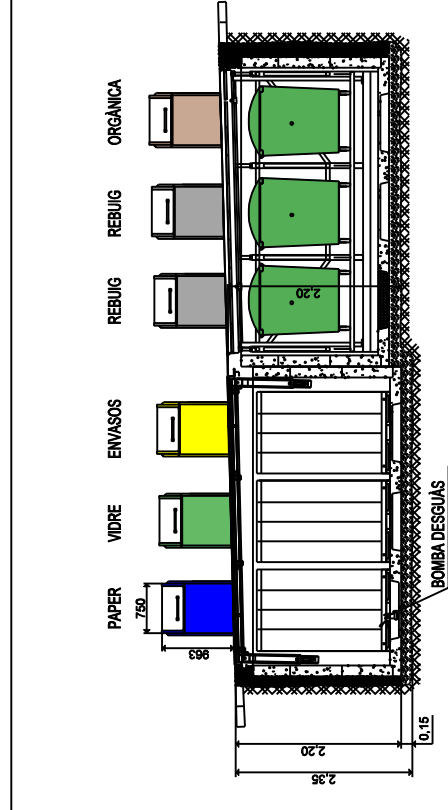 PAPER
VIDRE
ENVASOS
REBUIG
REBUIG
ORGÀNICA
750
963
2,20
2,20
2,35
0,15
BOMBA DESGUÀS